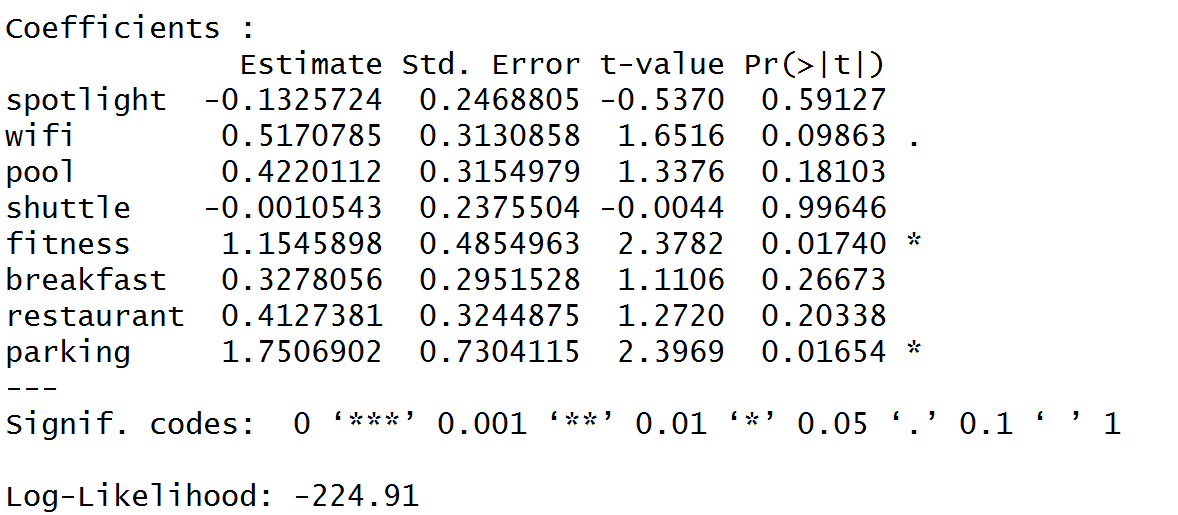 Coefficients :
Estimate Std. Error t-value Pr(>|t|)
spotlight -0.1325724 0.2468805 -0.5370 0.59127
wifi 0.5170785 0.3130858 1.6516 0.09863 .
pool 0.4220112 0.3154979 1.3376 0.18103
shuttle -0.0010543 0.2375504 -0.0044 0.99646
fitness 1.1545898 0.4854963 2.3782 0.01740 *
breakfast 0.3278056 0.2951528 1.1106 0.26673
restaurant 0.4127381 0.3244875 1.2720 0.20338
parking 1.7506902 0.7304115 2.3969 0.01654 *
---
Signif. codes: 0 ‘***’ 0.001 ‘**’ 0.01 ‘*’ 0.05 ‘.’ 0.1 ‘ ’ 1
Log-Likelihood: -224.91